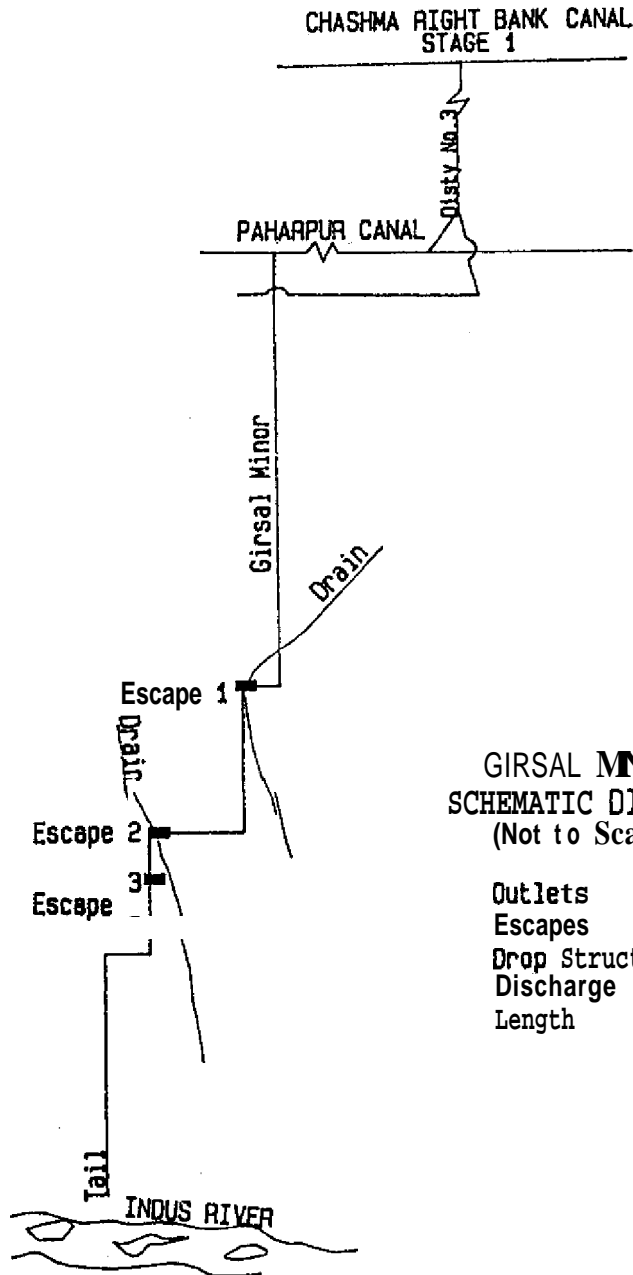 CHASHMA RIGHT BANK CANAL
STAGE 1
Disty No.3
PAHARPUR CANAL
Girsal Minor
Drain
Escape 1
Drain
Escape 2
3
Escape
GIRSAL
SCHEMATIC
(Not to
Outlets
Escapes
Drop
Discharge
Length
Tail
INDUS RIVER